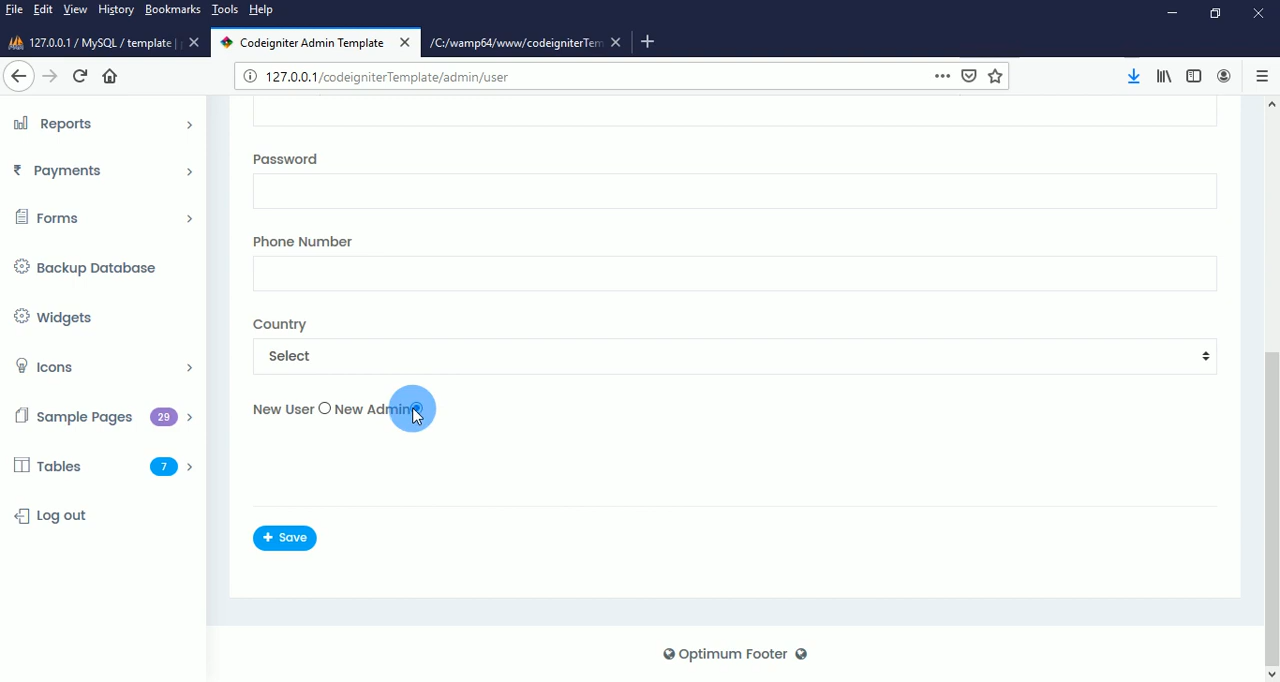 File Edit View History Bookmarks Tools Help
127.0.0.1 / MySQL / template |
Codeigniter Admin Template
/C:/wamp64/www/codeigniterTem
127.0.0.1/codeigniterTemplate/admin/user
Reports
Payments
Forms
Backup Database
Widgets
Icons
Sample Pages 29
Tables 7
Log out
Password
Phone Number
Country
Select
New User New Admin
+ Save
Optimum Footer